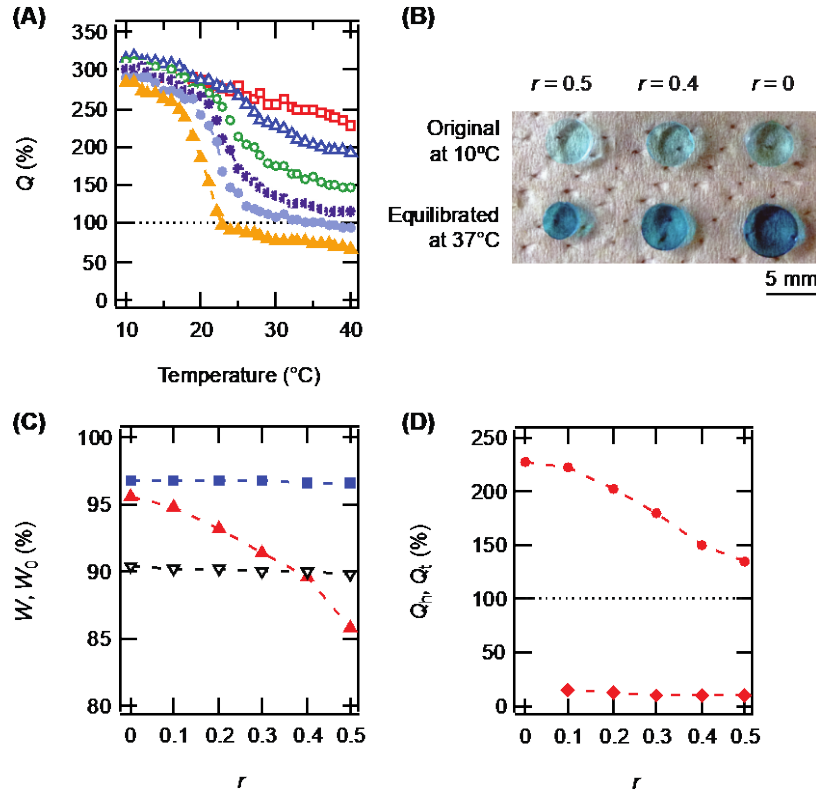 (A)
350
300
250
200
150
100
50
0
Q (%)
10
20
30
40
Temperature (°C)
(B)
r = 0.5
r = 0.4
r = 0
Original
at 10ºC
Equilibrated
at 37°C
5 mm
(C)
100
95
90
85
80
W, W₀ (%)
0
0.1
0.2
0.3
0.4
0.5
r
(D)
250
200
150
100
50
0
Qₕ, Qₜ (%)
0
0.1
0.2
0.3
0.4
0.5
r